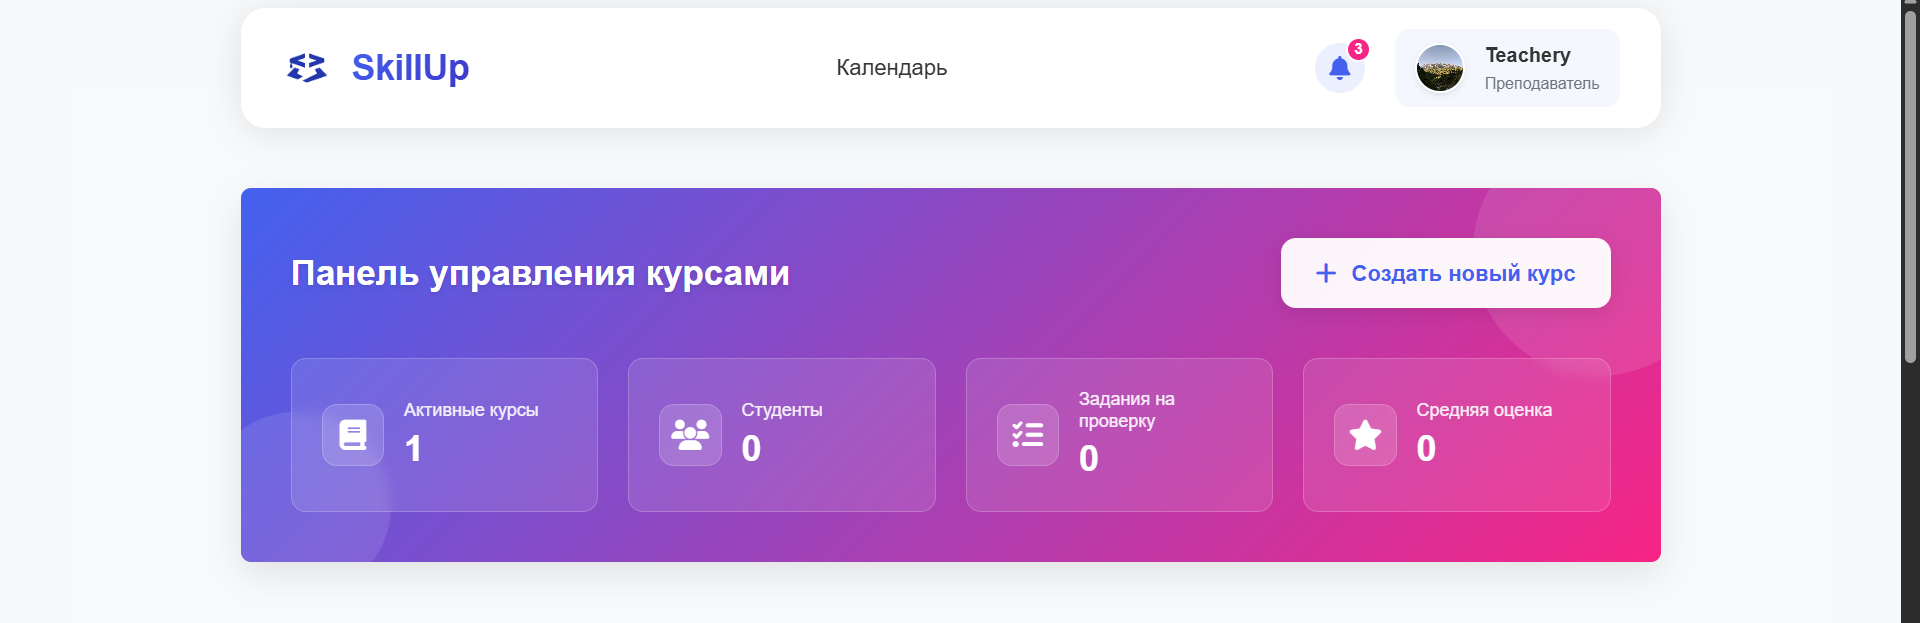 SkillUp
Календарь
3
Teachery
Преподаватель
Панель управления курсами
Создать новый курс
Активные курсы
1
Студенты
0
Задания на
проверку
0
Средняя оценка
0